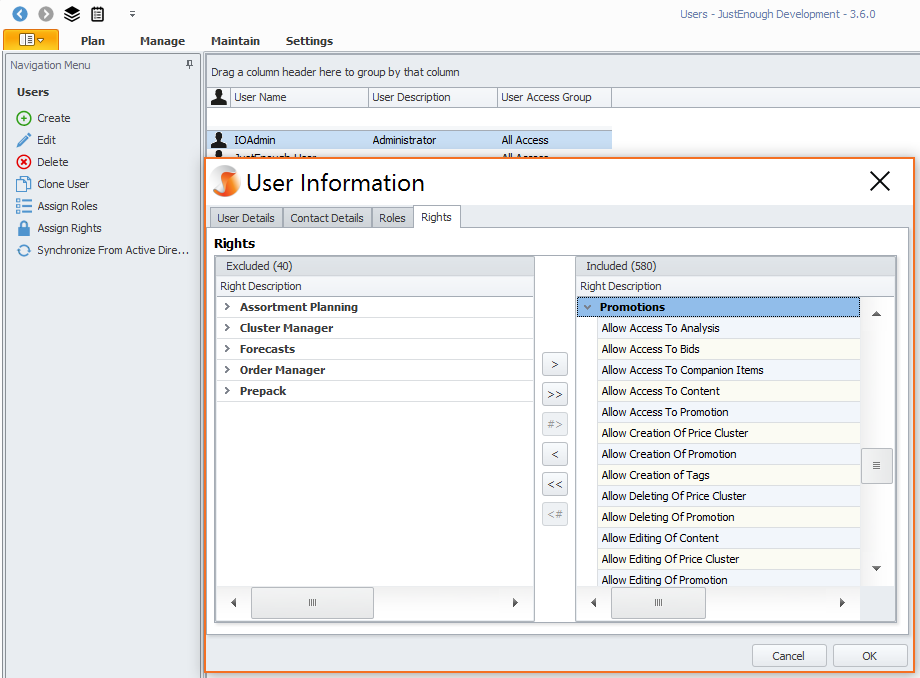 Users - JustEnough Development - 3.6.0
Plan Manage Maintain Settings
Navigation Menu
Users
Create
Edit
Delete
Clone User
Assign Roles
Assign Rights
Synchronize From Active Dire...
Drag a column header here to group by that column
User Name User Description User Access Group
IOAdmin Administrator All Access
JustEnough User All Access
User Information
User Details Contact Details Roles Rights
Rights
Excluded (40)
Right Description
Assortment Planning
Cluster Manager
Forecasts
Order Manager
Prepack
>
>>
#>
<
<<
<#
Included (580)
Right Description
Promotions
Allow Access To Analysis
Allow Access To Bids
Allow Access To Companion Items
Allow Access To Content
Allow Access To Promotion
Allow Creation Of Price Cluster
Allow Creation Of Promotion
Allow Creation of Tags
Allow Deleting Of Price Cluster
Allow Deleting Of Promotion
Allow Editing Of Content
Allow Editing Of Price Cluster
Allow Editing Of Promotion
Cancel OK